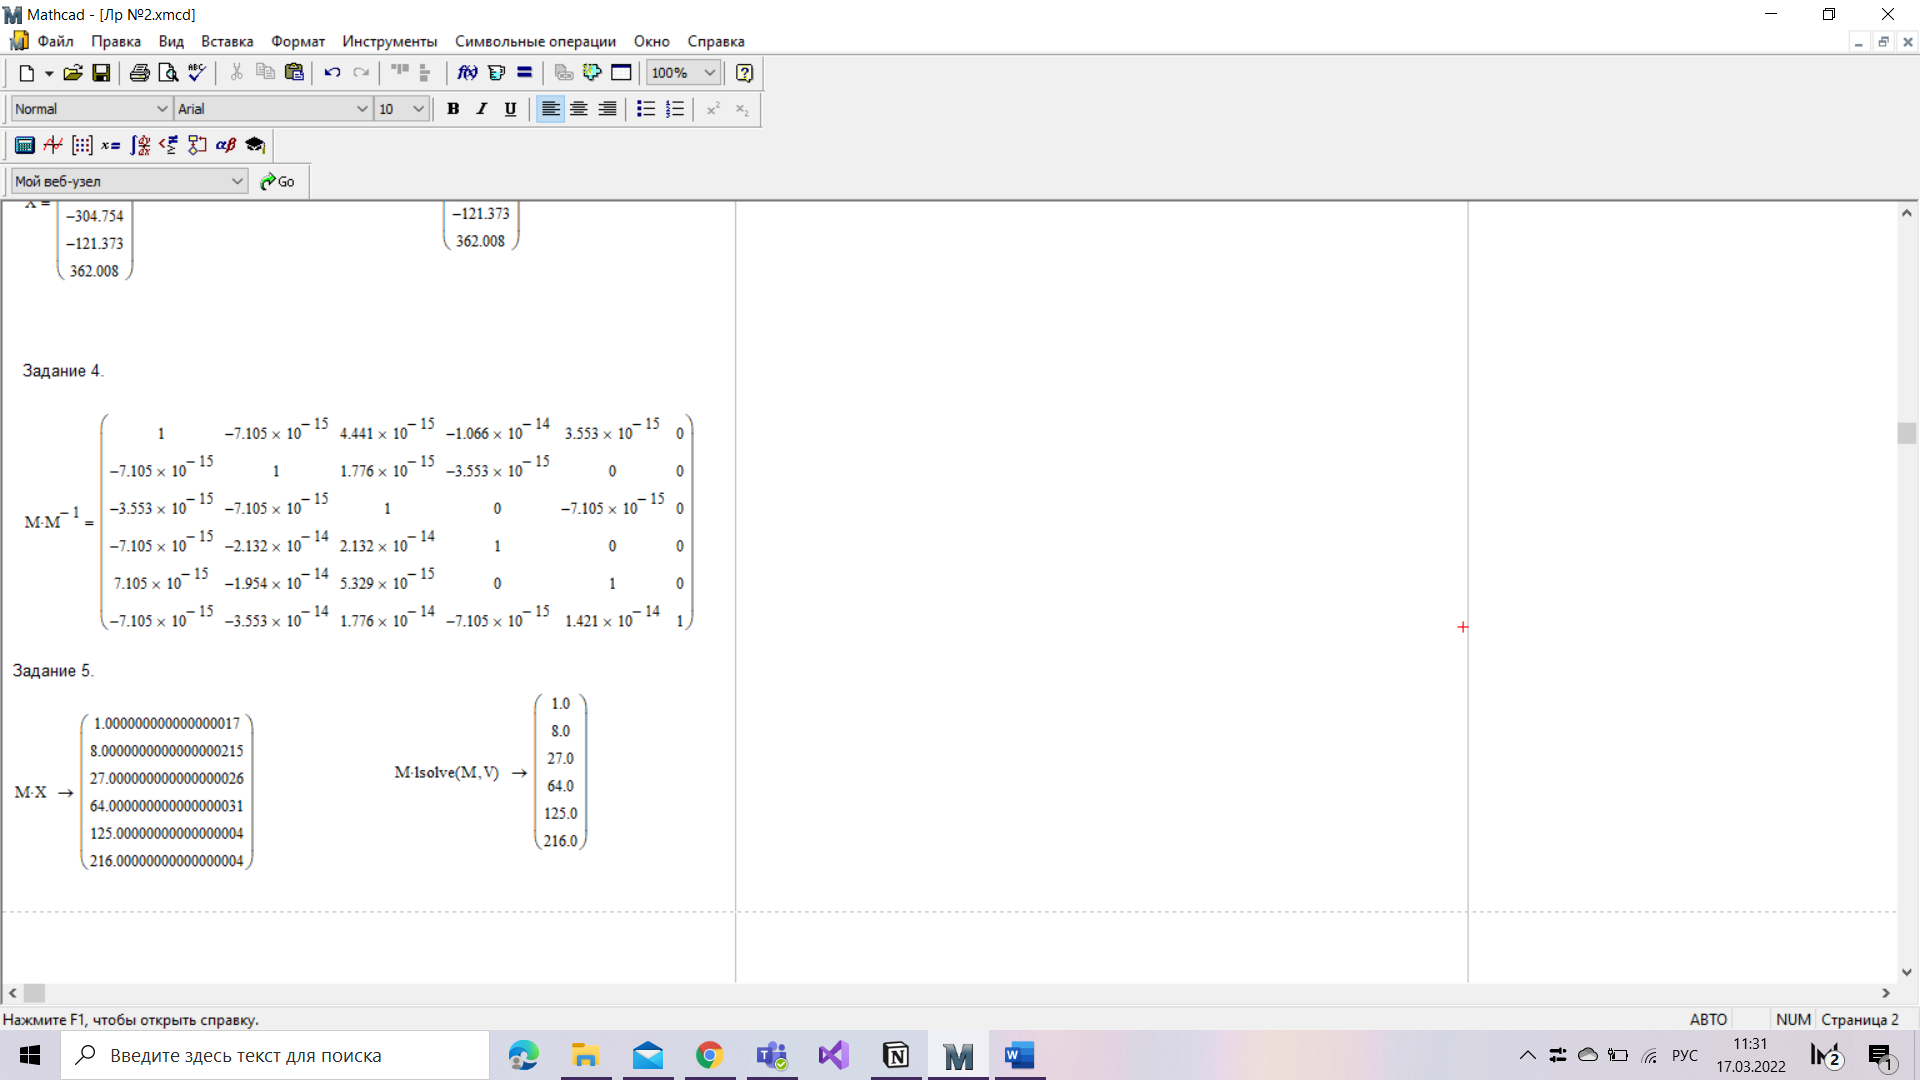 Mathcad - [Лр №2.xmcd]
Файл Правка Вид Вставка Формат Инструменты Символьные операции Окно Справка
100%
Normal Arial 10 B I U x² x₂
x= αβ
Мой веб-узел Go
X =
−304.754
−121.373
362.008
−121.373
362.008
Задание 4.
M·M⁻¹ =
1 −7.105 × 10⁻¹⁵ 4.441 × 10⁻¹⁵ −1.066 × 10⁻¹⁴ 3.553 × 10⁻¹⁵ 0
−7.105 × 10⁻¹⁵ 1 1.776 × 10⁻¹⁵ −3.553 × 10⁻¹⁵ 0 0
−3.553 × 10⁻¹⁵ −7.105 × 10⁻¹⁵ 1 0 −7.105 × 10⁻¹⁵ 0
−7.105 × 10⁻¹⁵ −2.132 × 10⁻¹⁴ 2.132 × 10⁻¹⁴ 1 0 0
7.105 × 10⁻¹⁵ −1.954 × 10⁻¹⁴ 5.329 × 10⁻¹⁵ 0 1 0
−7.105 × 10⁻¹⁵ −3.553 × 10⁻¹⁴ 1.776 × 10⁻¹⁴ −7.105 × 10⁻¹⁵ 1.421 × 10⁻¹⁴ 1
Задание 5.
M·X →
1.000000000000000017
8.0000000000000000215
27.000000000000000026
64.000000000000000031
125.00000000000000004
216.00000000000000004
M·lsolve(M,V) →
1.0
8.0
27.0
64.0
125.0
216.0
Нажмите F1, чтобы открыть справку.
АВТО NUM Страница 2
Введите здесь текст для поиска
РУС
11:31
17.03.2022
2
1